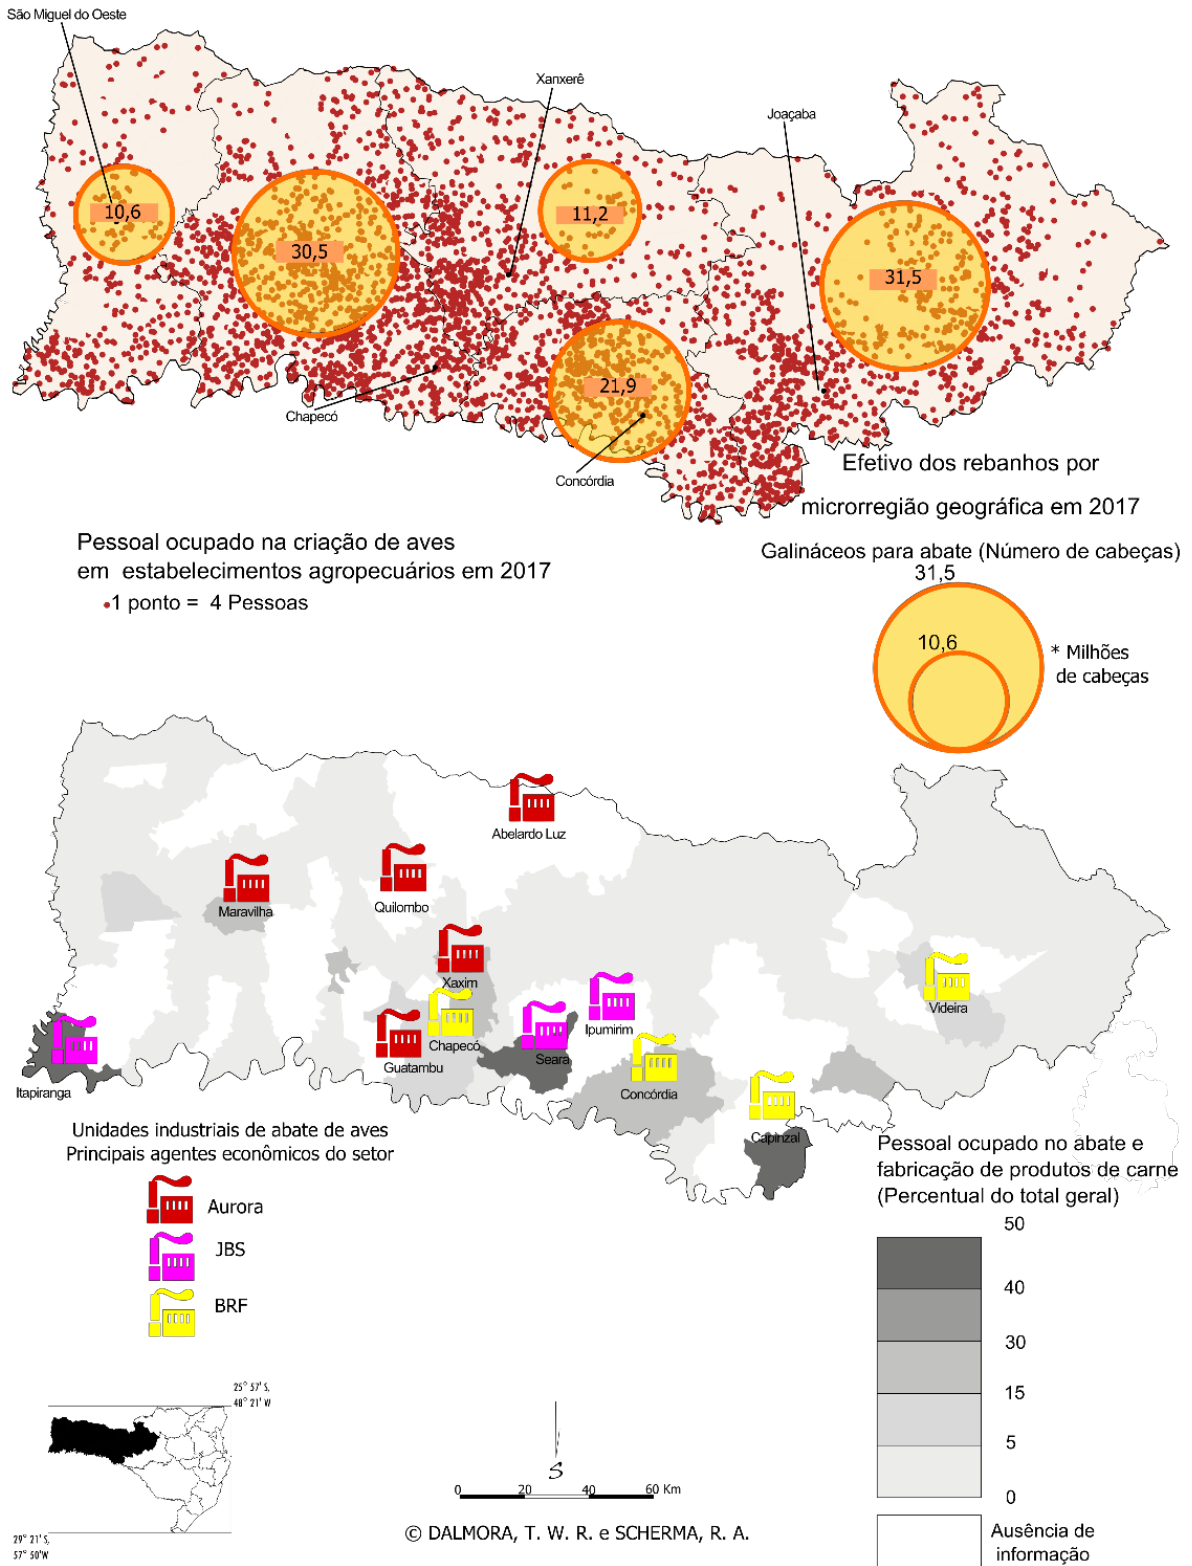 São Miguel do Oeste
Xanxerê
Joaçaba
10,6
11,2
30,5
31,5
21,9
Chapecó
Concórdia
Efetivo dos rebanhos por
microrregião geográfica em 2017
Pessoal ocupado na criação de aves
em estabelecimentos agropecuários em 2017
1 ponto = 4 Pessoas
Galináceos para abate (Número de cabeças)
31,5
10,6
* Milhões
de cabeças
Abelardo Luz
Maravilha
Quilombo
Xaxim
Videira
Ipumirim
Chapecó
Seara
Guatambu
Itapiranga
Concórdia
Capinzal
Unidades industriais de abate de aves
Principais agentes econômicos do setor
Aurora
JBS
BRF
Pessoal ocupado no abate e
fabricação de produtos de carne
(Percentual do total geral)
50
40
30
15
5
0
Ausência de
informação
25° 57' S,
48° 21' W
29° 21' S,
57° 50'W
S
0 20 40 60 Km
© DALMORA, T. W. R. e SCHERMA, R. A.